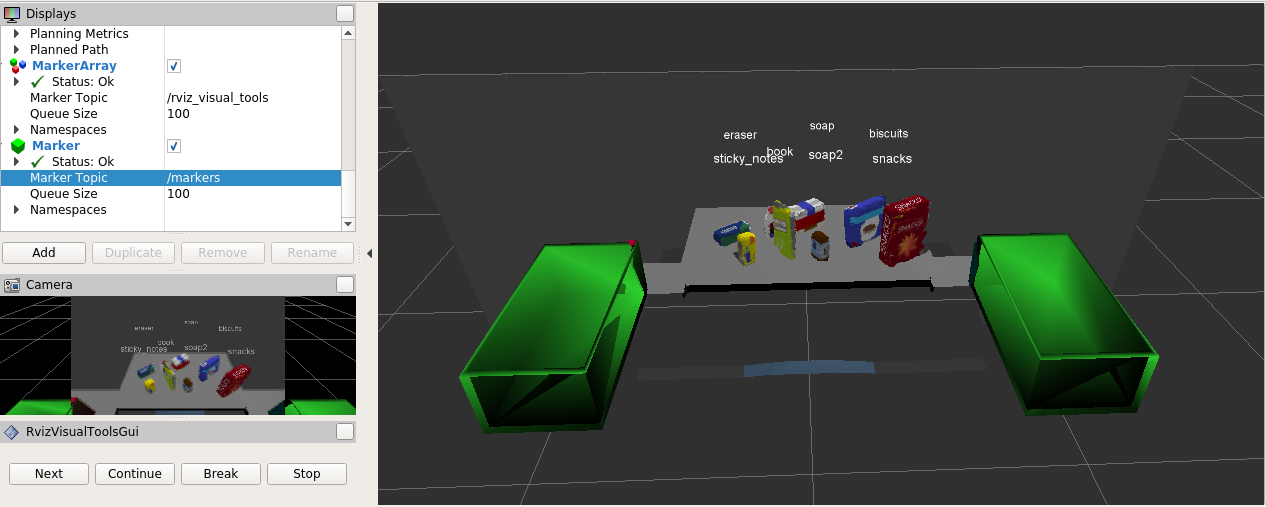 Displays
Planning Metrics
Planned Path
MarkerArray
Status: Ok
Marker Topic /rviz_visual_tools
Queue Size 100
Namespaces
Marker
Status: Ok
Marker Topic /markers
Queue Size 100
Namespaces
Add Duplicate Remove Rename
Camera
eraser soap biscuits
book
sticky_notes soap2 snacks
RvizVisualToolsGui
Next Continue Break Stop
eraser soap biscuits
sticky_notes book soap2 snacks